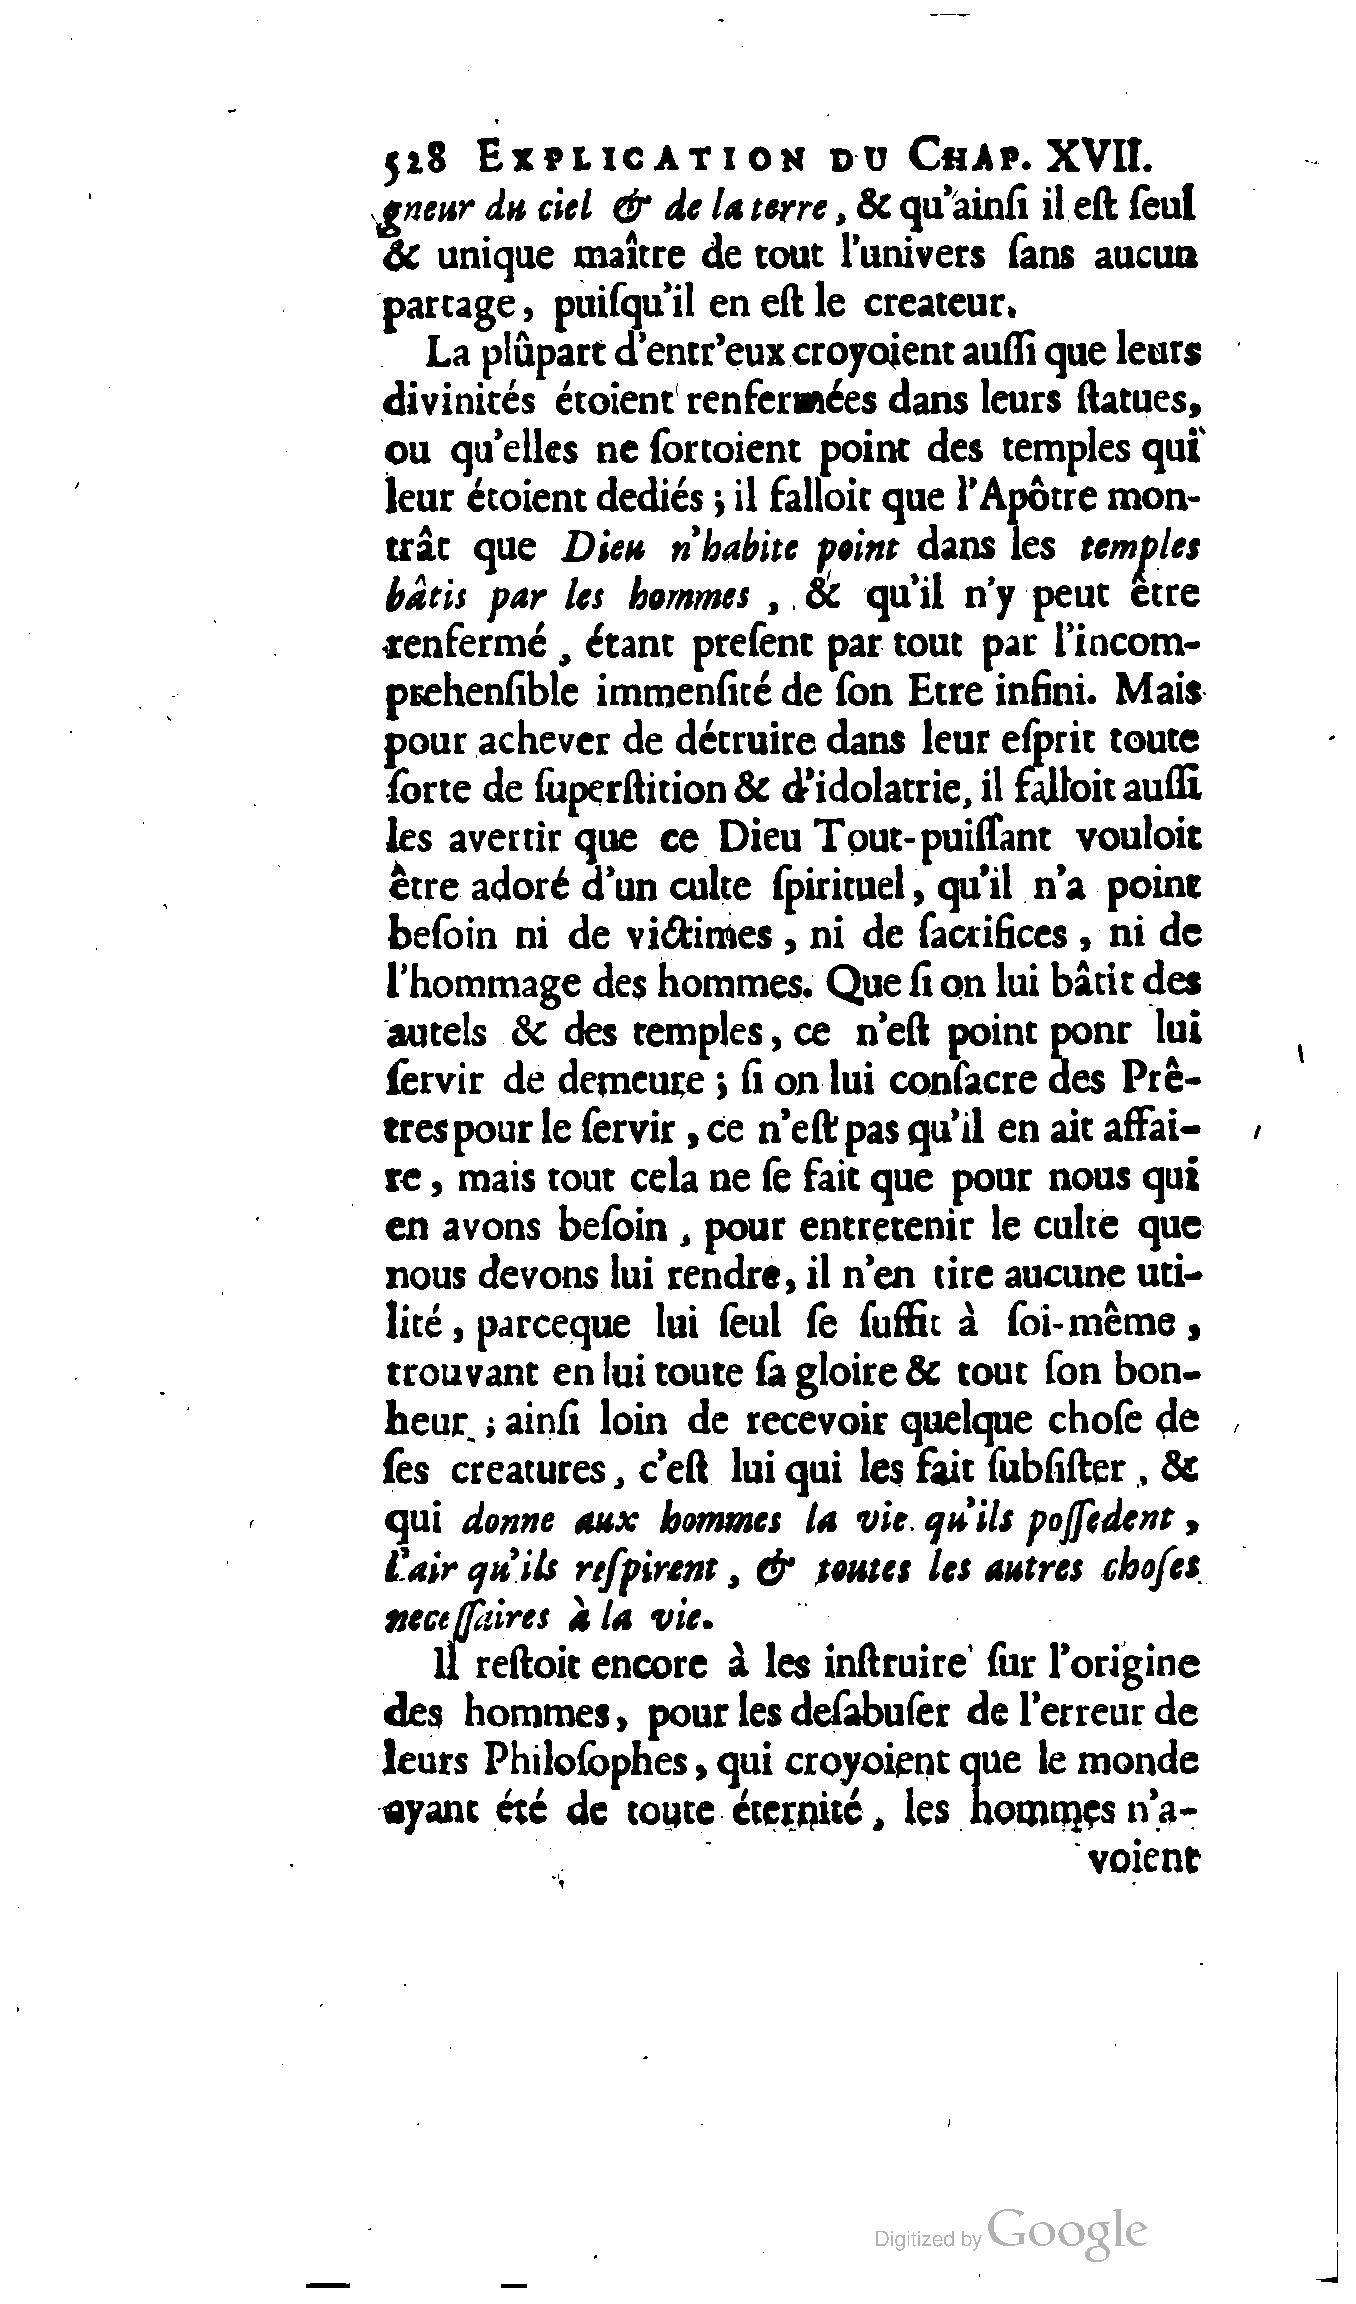 528 EXPLICATION DU CHAP. XVII.
gneur du ciel & de la terre, & qu'ainſi il eſt ſeul
& unique maître de tout l'univers ſans aucun
partage, puiſqu'il en eſt le createur.
La plûpart d'entr'eux croyoient auſſi que leurs
divinités étoient renfermées dans leurs ſtatues,
ou qu'elles ne ſortoient point des temples qui
leur étoient dediés ; il falloit que l'Apôtre mon-
trât que Dieu n'habite point dans les temples
bâtis par les hommes , & qu'il n'y peut être
renfermé , étant preſent par tout par l'incom-
prehenſible immenſité de ſon Etre infini. Mais
pour achever de détruire dans leur eſprit toute
ſorte de ſuperſtition & d'idolatrie, il falloit auſſi
les avertir que ce Dieu Tout-puiſſant vouloit
être adoré d'un culte ſpirituel, qu'il n'a point
beſoin ni de victimes , ni de ſacrifices , ni de
l'hommage des hommes. Que ſi on lui bâtit des
autels & des temples, ce n'eſt point ponr lui
ſervir de demeure ; ſi on lui conſacre des Prê-
tres pour le ſervir , ce n'eſt pas qu'il en ait affai-
re, mais tout cela ne ſe fait que pour nous qui
en avons beſoin , pour entretenir le culte que
nous devons lui rendre, il n'en tire aucune uti-
lité , parceque lui ſeul ſe ſuffit à ſoi-même ,
trouvant en lui toute ſa gloire & tout ſon bon-
heur ; ainſi loin de recevoir quelque choſe de
ſes creatures, c'eſt lui qui les fait ſubſiſter , &
qui donne aux hommes la vie qu'ils poſſedent ,
l'air qu'ils reſpirent , & toutes les autres choſes
neceſſaires à la vie.
Il reſtoit encore à les inſtruire ſur l'origine
des hommes, pour les deſabuſer de l'erreur de
leurs Philoſophes, qui croyoient que le monde
ayant été de toute éternité, les hommes n'a-
voient
Digitized by Google